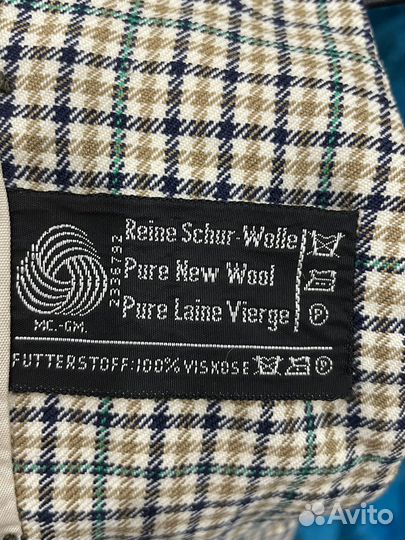 Reine Schur-Wolle
Pure New Wool
Pure Laine Vierge
2336792
MC.-GM.
P
FUTTERSTOFF:100%VISKOSE
Avito